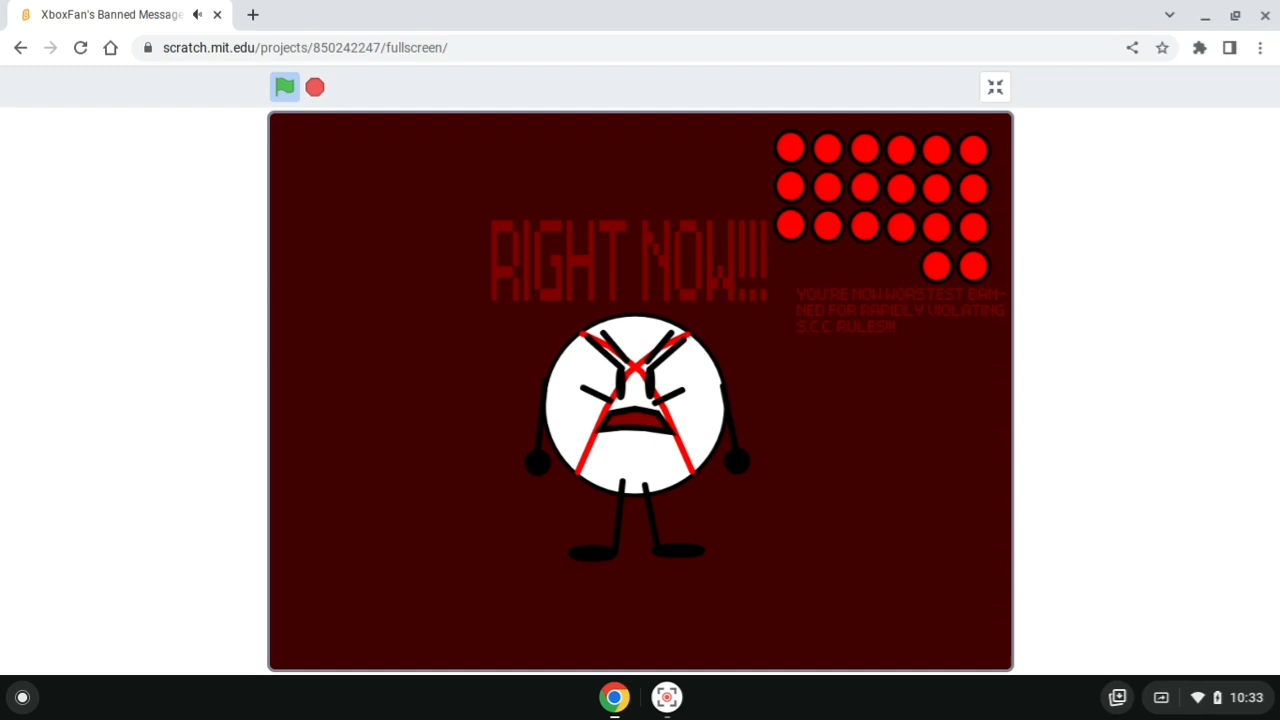 XboxFan's Banned Message
scratch.mit.edu/projects/850242247/fullscreen/
RIGHT NOW!!!
YOU'RE NOW WORSTEST BAN-
NED FOR RAPIDLY VIOLATING
S.C.C RULES!!!
10:33